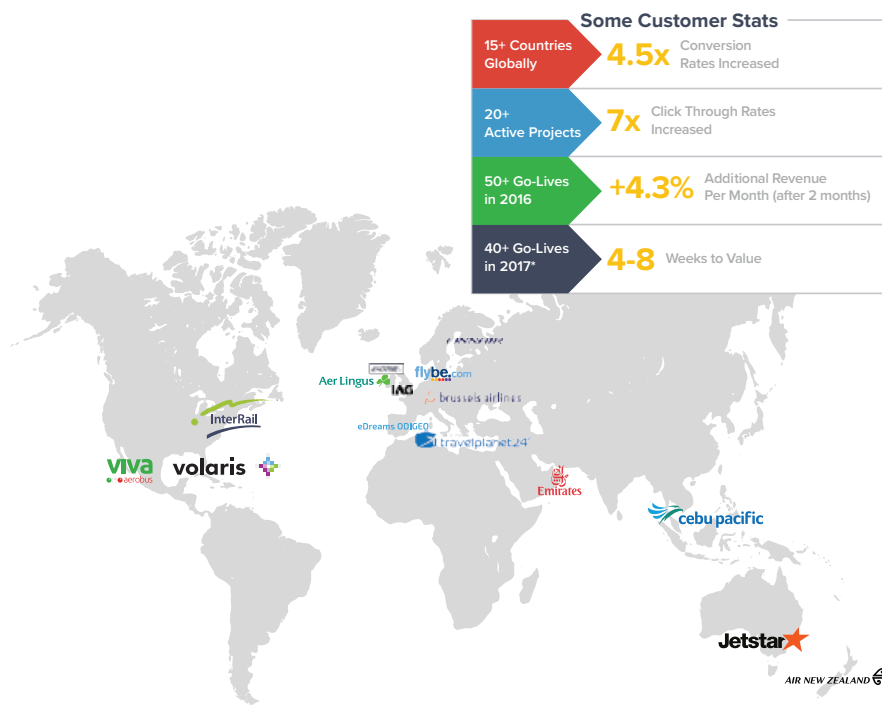 Some Customer Stats
15+ Countries
Globally
4.5x
Conversion
Rates Increased
20+
Active Projects
7x
Click Through Rates
Increased
50+ Go-Lives
in 2016
+4.3%
Additional Revenue
Per Month (after 2 months)
40+ Go-Lives
in 2017*
4-8
Weeks to Value
flybe.com
Aer Lingus
IAG
brussels airlines
InterRail
eDreams ODIGEO
travelplanet24
viva
aerobus
volaris
Emirates
cebu pacific
Jetstar
AIR NEW ZEALAND